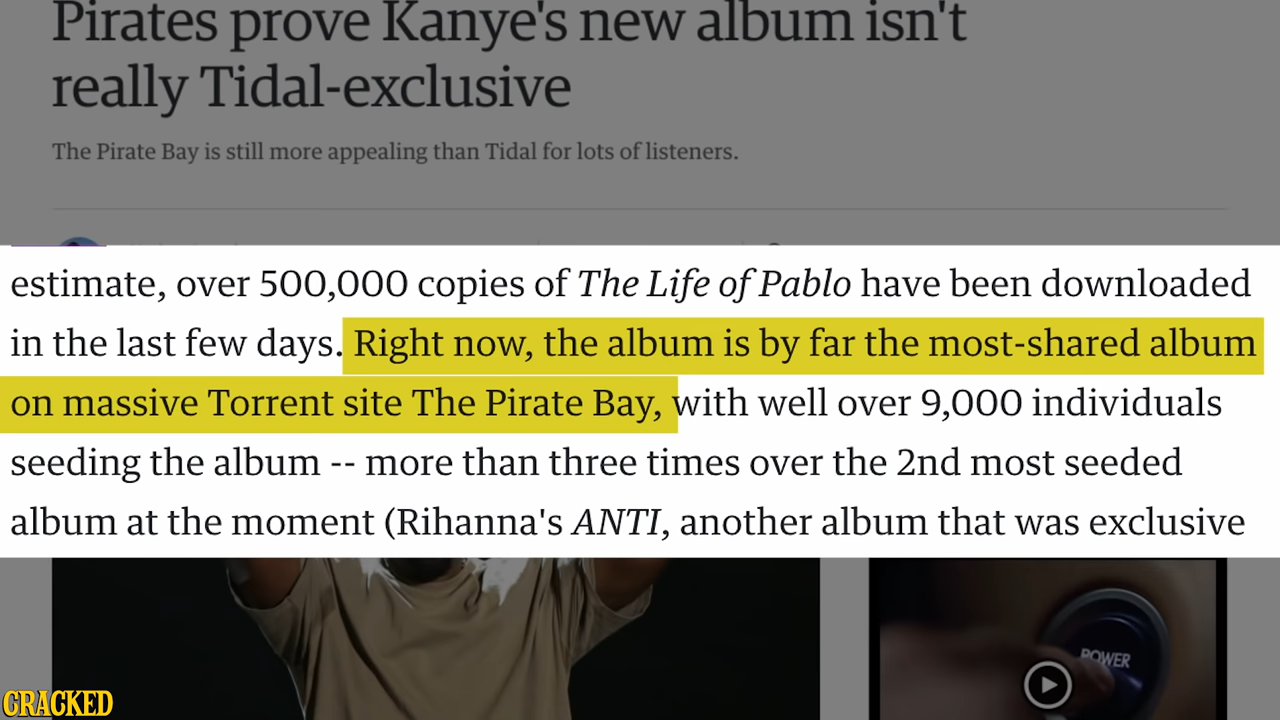 Pirates prove Kanye's new album isn't
really Tidal-exclusive
The Pirate Bay is still more appealing than Tidal for lots of listeners.
estimate, over 500,000 copies of The Life of Pablo have been downloaded
in the last few days. Right now, the album is by far the most-shared album
on massive Torrent site The Pirate Bay, with well over 9,000 individuals
seeding the album -- more than three times over the 2nd most seeded
album at the moment (Rihanna's ANTI, another album that was exclusive
POWER
CRACKED